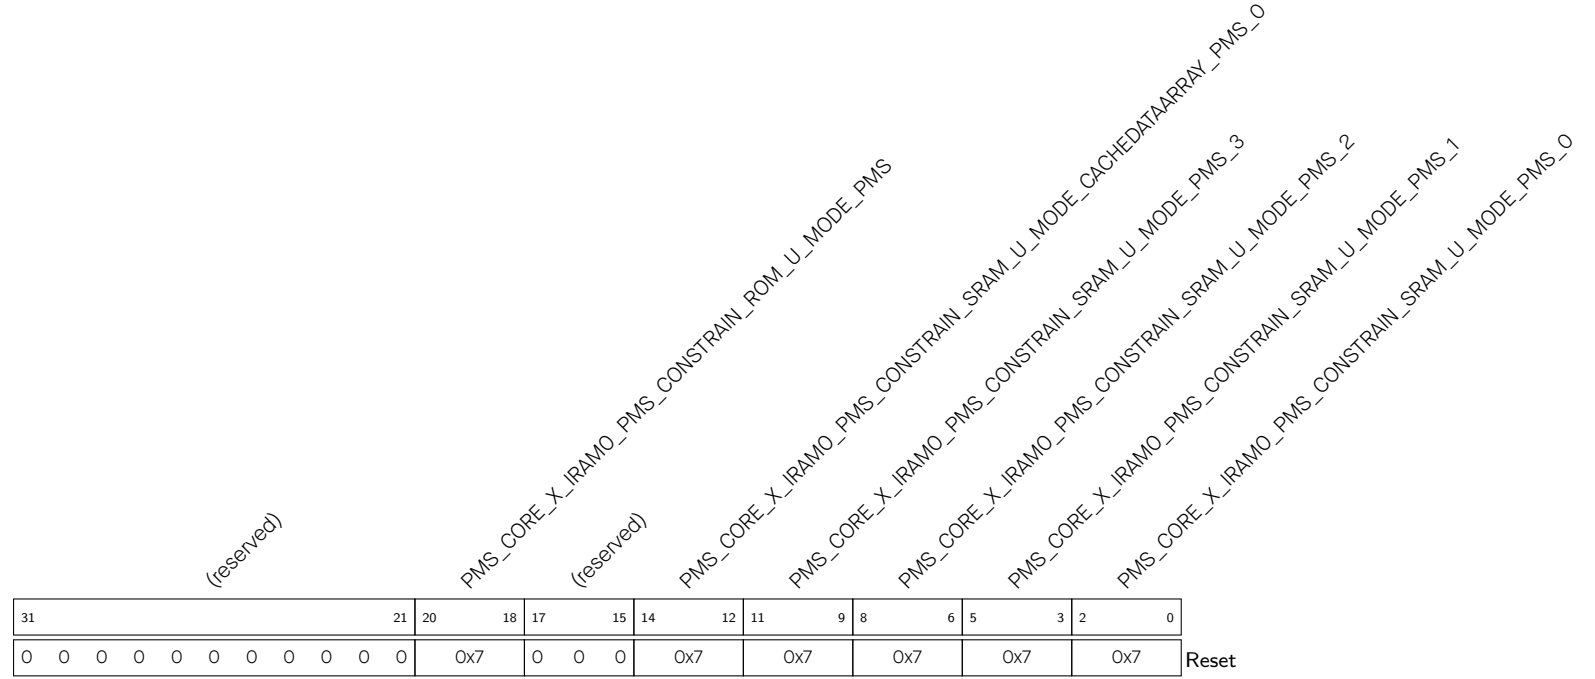 (reserved)
PMS_CORE_X_IRAM0_PMS_CONSTRAIN_ROM_U_MODE_PMS
(reserved)
PMS_CORE_X_IRAM0_PMS_CONSTRAIN_SRAM_U_MODE_CACHEDATAARRAY_PMS_0
PMS_CORE_X_IRAM0_PMS_CONSTRAIN_SRAM_U_MODE_PMS_3
PMS_CORE_X_IRAM0_PMS_CONSTRAIN_SRAM_U_MODE_PMS_2
PMS_CORE_X_IRAM0_PMS_CONSTRAIN_SRAM_U_MODE_PMS_1
PMS_CORE_X_IRAM0_PMS_CONSTRAIN_SRAM_U_MODE_PMS_0
31 21 20 18 17 15 14 12 11 9 8 6 5 3 2 0
0 0 0 0 0 0 0 0 0 0 0 0x7 0 0 0 0x7 0x7 0x7 0x7 0x7 Reset